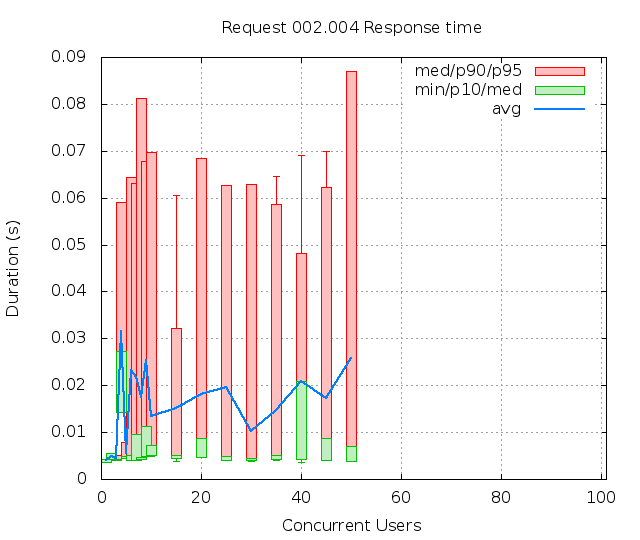 Request 002.004 Response time
0.09
0.08
0.07
0.06
0.05
0.04
0.03
0.02
0.01
0
0 20 40 60 80 100
Duration (s)
Concurrent Users
med/p90/p95
min/p10/med
avg